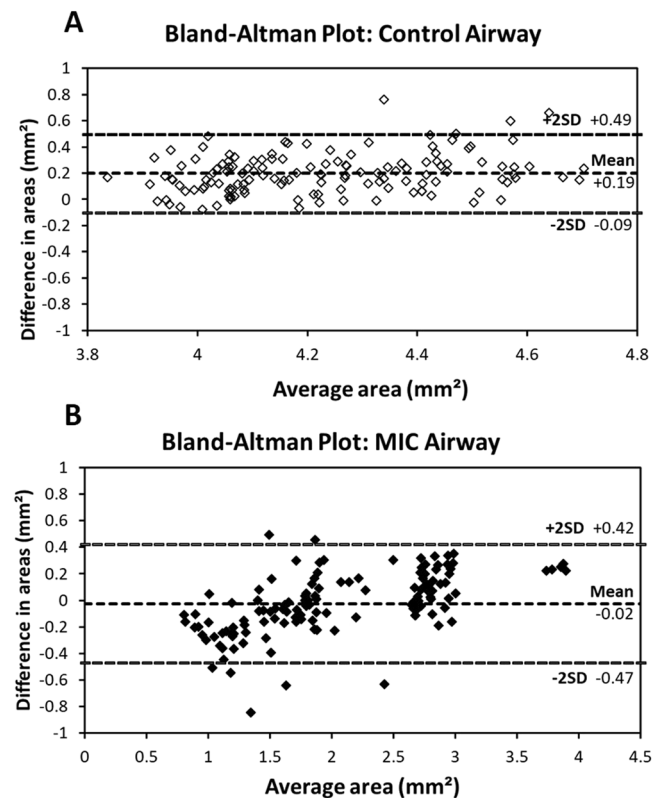 A
Bland-Altman Plot: Control Airway
Difference in areas (mm²)
1
0.8
0.6
0.4
0.2
0
-0.2
-0.4
-0.6
-0.8
-1
+2SD +0.49
Mean
+0.19
-2SD -0.09
3.8 4 4.2 4.4 4.6 4.8
Average area (mm²)
B
Bland-Altman Plot: MIC Airway
Difference in areas (mm²)
1
0.8
0.6
0.4
0.2
0
-0.2
-0.4
-0.6
-0.8
-1
+2SD +0.42
Mean
-0.02
-2SD -0.47
0 0.5 1 1.5 2 2.5 3 3.5 4 4.5
Average area (mm²)